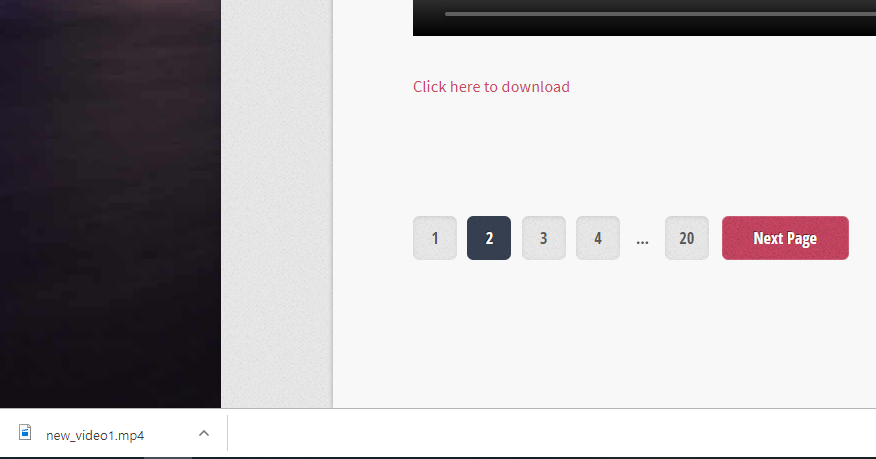 Click here to download
1 2 3 4 ... 20 Next Page
new_video1.mp4